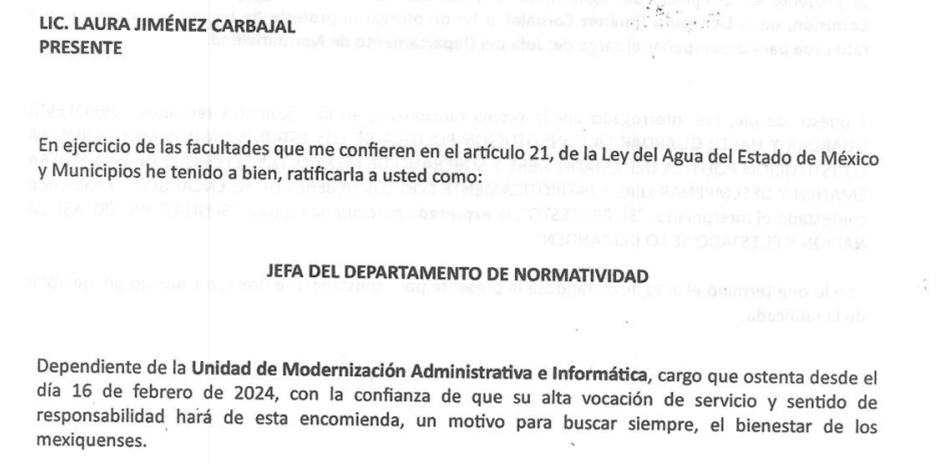 LIC. LAURA JIMÉNEZ CARBAJAL
PRESENTE
En ejercicio de las facultades que me confieren en el artículo 21, de la Ley del Agua del Estado de México
y Municipios he tenido a bien, ratificarla a usted como:
JEFA DEL DEPARTAMENTO DE NORMATIVIDAD
Dependiente de la Unidad de Modernización Administrativa e Informática, cargo que ostenta desde el
día 16 de febrero de 2024, con la confianza de que su alta vocación de servicio y sentido de
responsabilidad hará de esta encomienda, un motivo para buscar siempre, el bienestar de los
mexiquenses.